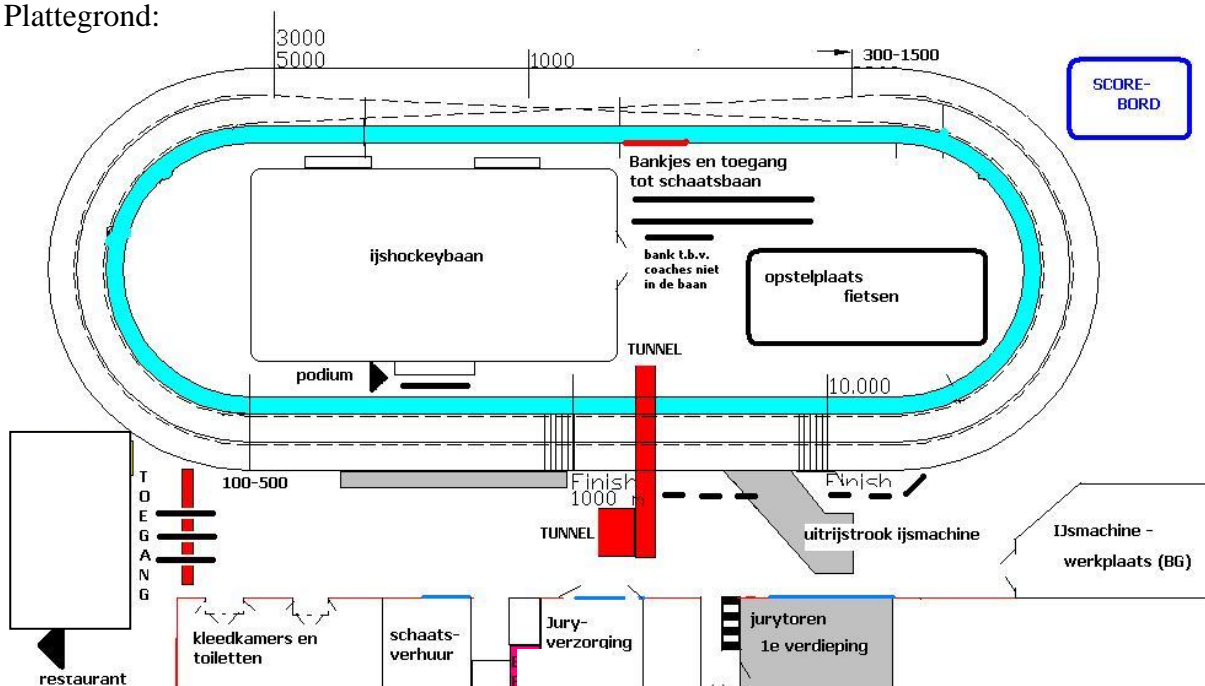 Plattegrond:
3000
5000
1000
300-1500
SCORE-
BORD
Bankjes en toegang
tot schaatsbaan
ijshockeybaan
bank t.b.v.
coaches niet
in de baan
opstelplaats
fietsen
TUNNEL
podium
10.000
TOEGANG
100-500
Finish
1000 m
Finish
TUNNEL
uitrijstrook ijsmachine
IJsmachine -
werkplaats (BG)
kleedkamers en
toiletten
schaats-
verhuur
Jury-
verzorging
jurytoren
1e verdieping
restaurant